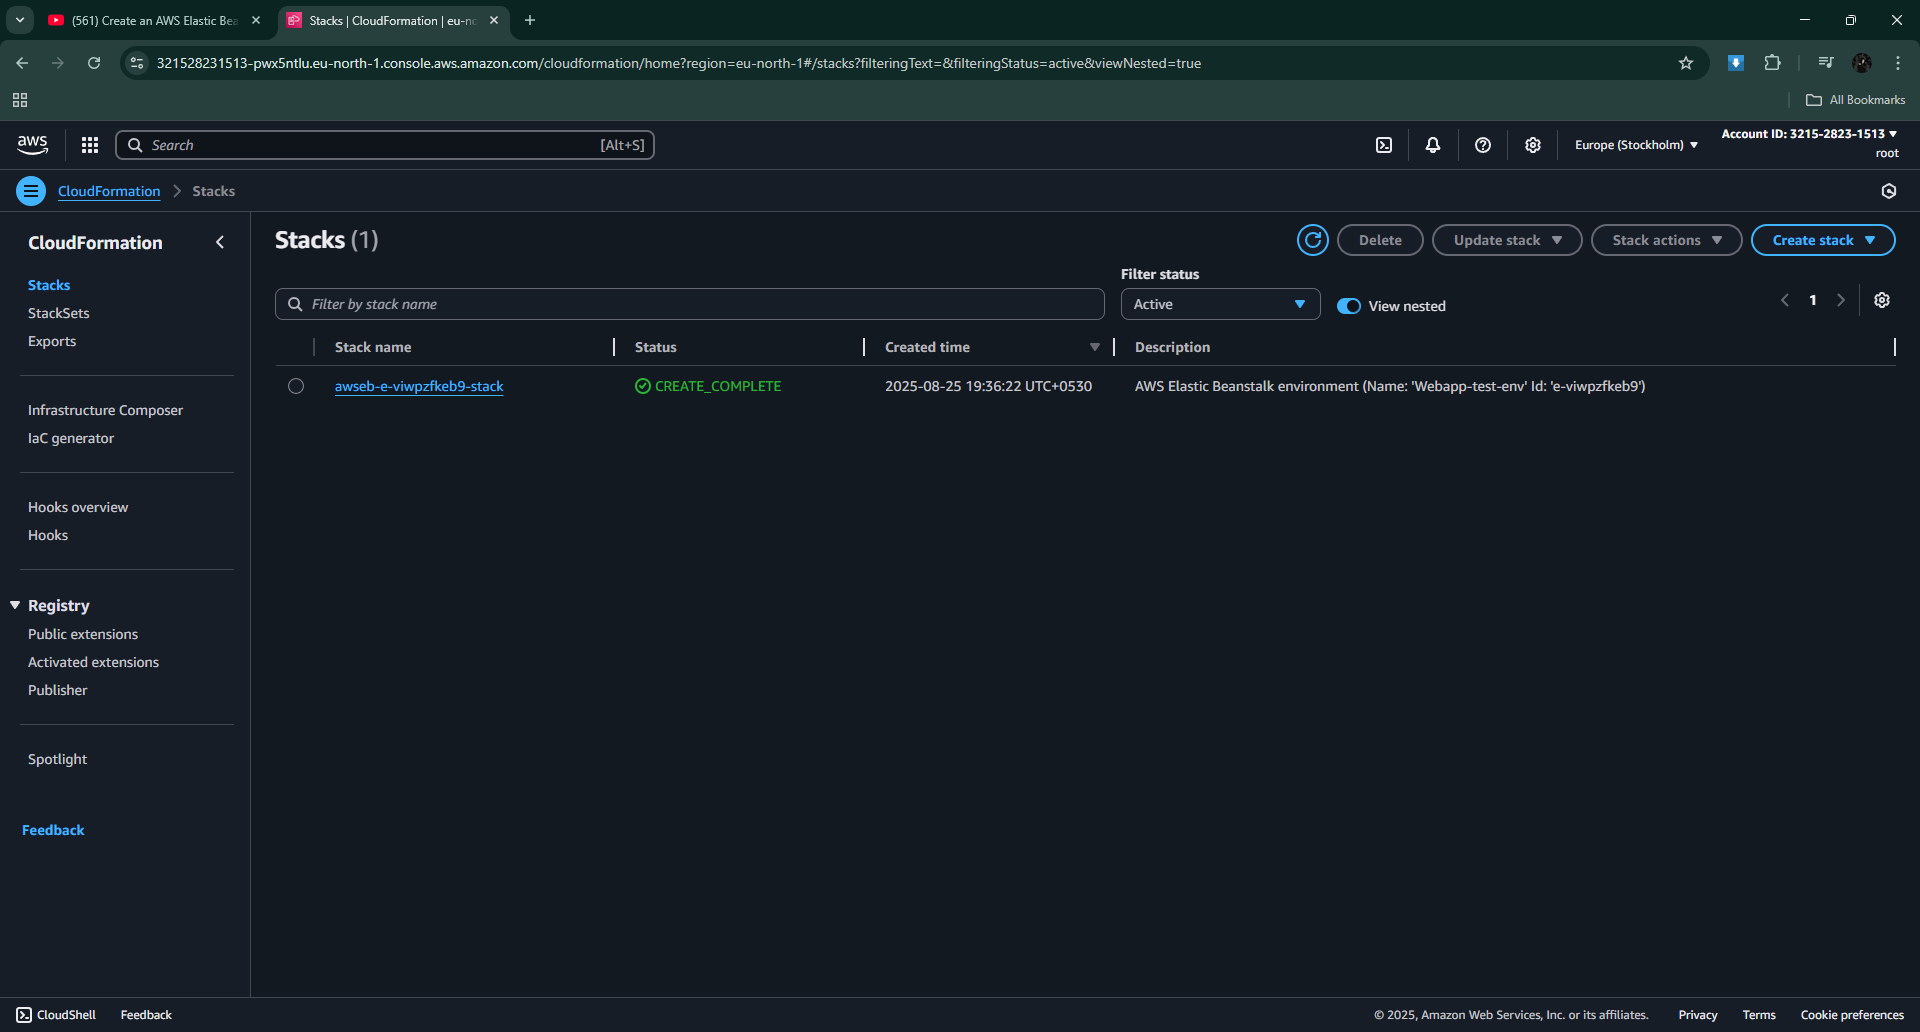 (561) Create an AWS Elastic Bea
Stacks | CloudFormation | eu-no
321528231513-pwx5ntlu.eu-north-1.console.aws.amazon.com/cloudformation/home?region=eu-north-1#/stacks?filteringText=&filteringStatus=active&viewNested=true
All Bookmarks
aws
Search [Alt+S]
Europe (Stockholm)
Account ID: 3215-2823-1513
root
CloudFormation
Stacks
CloudFormation
Stacks
StackSets
Exports
Infrastructure Composer
IaC generator
Hooks overview
Hooks
Registry
Public extensions
Activated extensions
Publisher
Spotlight
Feedback
Stacks (1)
Delete
Update stack
Stack actions
Create stack
Filter status
Filter by stack name
Active
View nested
1
Stack name Status Created time Description
awseb-e-viwpzfkeb9-stack CREATE_COMPLETE 2025-08-25 19:36:22 UTC+0530 AWS Elastic Beanstalk environment (Name: 'Webapp-test-env' Id: 'e-viwpzfkeb9')
CloudShell Feedback
© 2025, Amazon Web Services, Inc. or its affiliates. Privacy Terms Cookie preferences